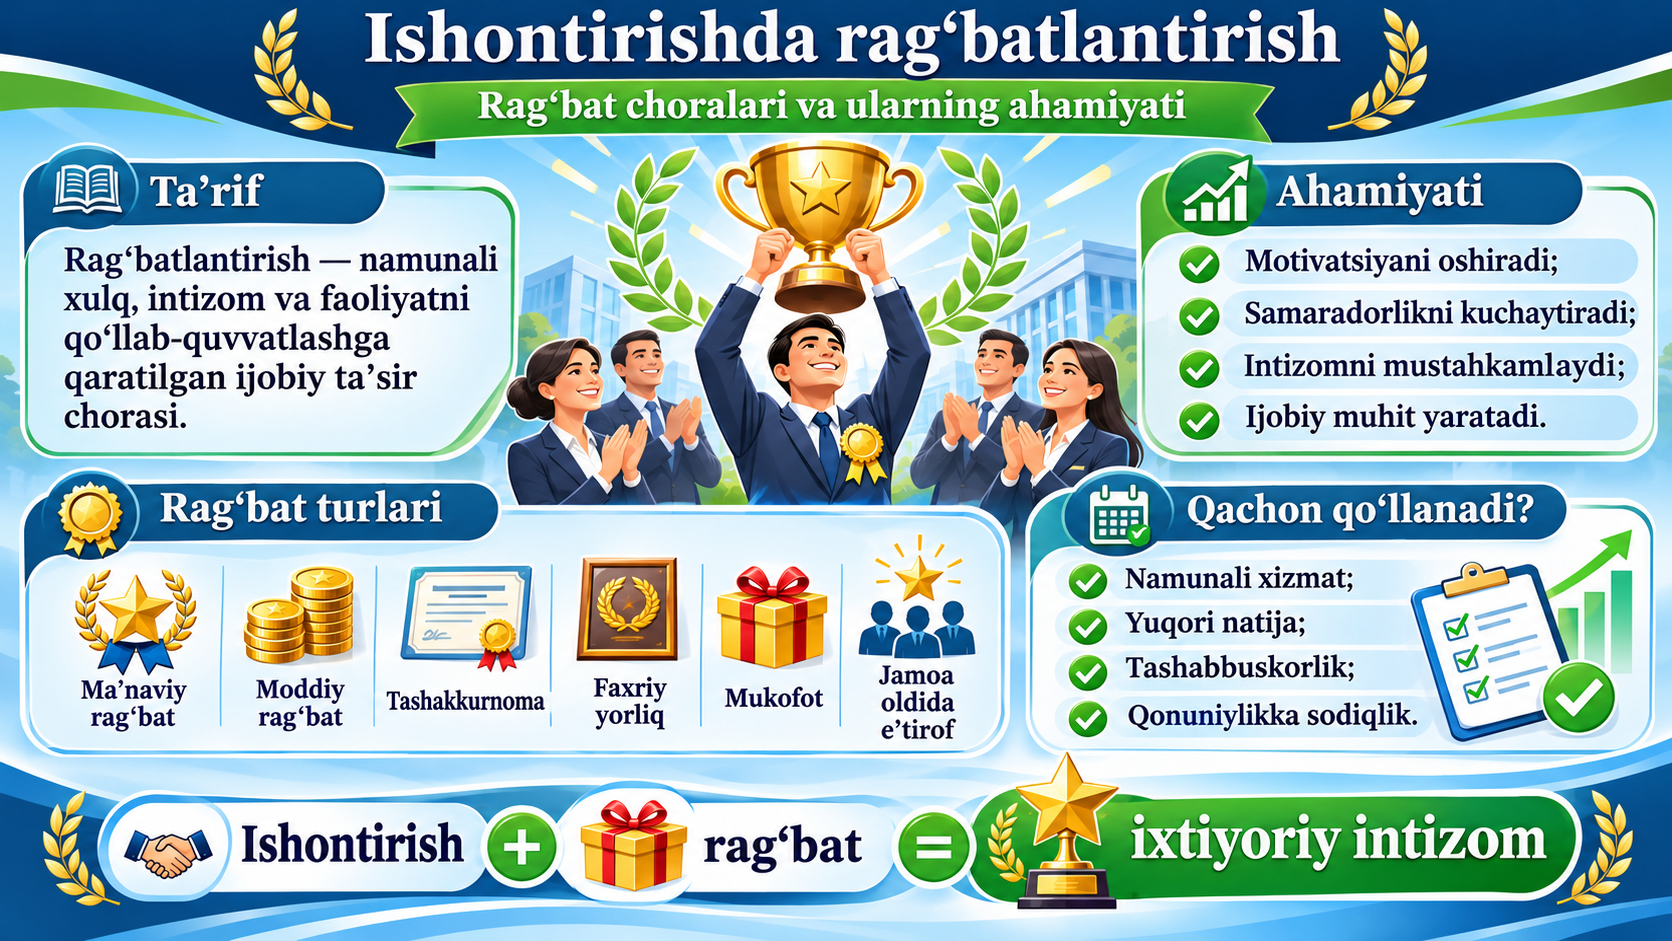 Ishontirishda rag‘batlantirish
Rag‘bat choralari va ularning ahamiyati
Ta’rif
Rag‘batlantirish — namunali
xulq, intizom va faoliyatni
qo‘llab-quvvatlashga
qaratilgan ijobiy ta’sir
chorasi.
Ahamiyati
Motivatsiyani oshiradi;
Samaradorlikni kuchaytiradi;
Intizomni mustahkamlaydi;
Ijobiy muhit yaratadi.
Rag‘bat turlari
Ma’naviy
rag‘bat
Moddiy
rag‘bat
Tashakkurnoma
Faxriy
yorliq
Mukofot
Jamoa
oldida
e’tirof
Qachon qo‘llanadi?
Namunali xizmat;
Yuqori natija;
Tashabbuskorlik;
Qonuniylikka sodiqlik.
Ishontirish + rag‘bat = ixtiyoriy intizom